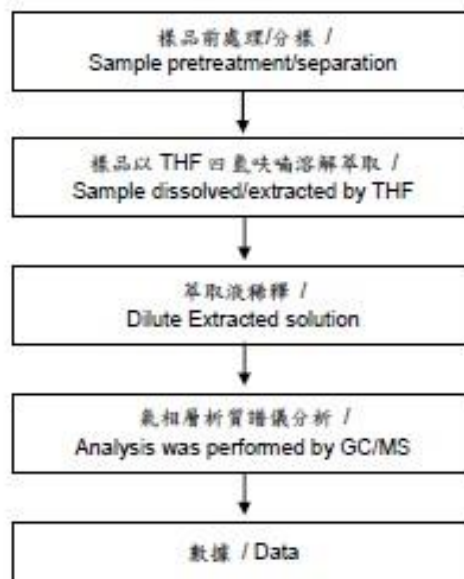 樣品前處理/分樣 /
Sample pretreatment/separation
樣品以 THF 四氫呋喃溶解萃取 /
Sample dissolved/extracted by THF
萃取液稀釋 /
Dilute Extracted solution
氣相層析質譜儀分析 /
Analysis was performed by GC/MS
數據 / Data